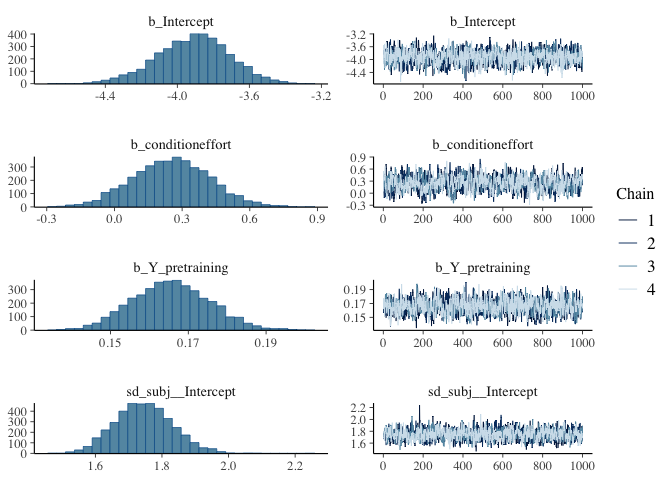 b_Intercept
400
300
200
100
0
-4.4 -4.0 -3.6 -3.2
b_Intercept
-3.2
-3.6
-4.0
-4.4
0 200 400 600 800 1000
b_conditioneffort
300
200
100
0
-0.3 0.0 0.3 0.6 0.9
b_conditioneffort
0.9
0.6
0.3
0.0
-0.3
0 200 400 600 800 1000
b_Y_pretraining
300
200
100
0
0.15 0.17 0.19
b_Y_pretraining
0.19
0.17
0.15
0 200 400 600 800 1000
sd_subj__Intercept
400
300
200
100
0
1.6 1.8 2.0 2.2
sd_subj__Intercept
2.2
2.0
1.8
1.6
0 200 400 600 800 1000
Chain
1
2
3
4